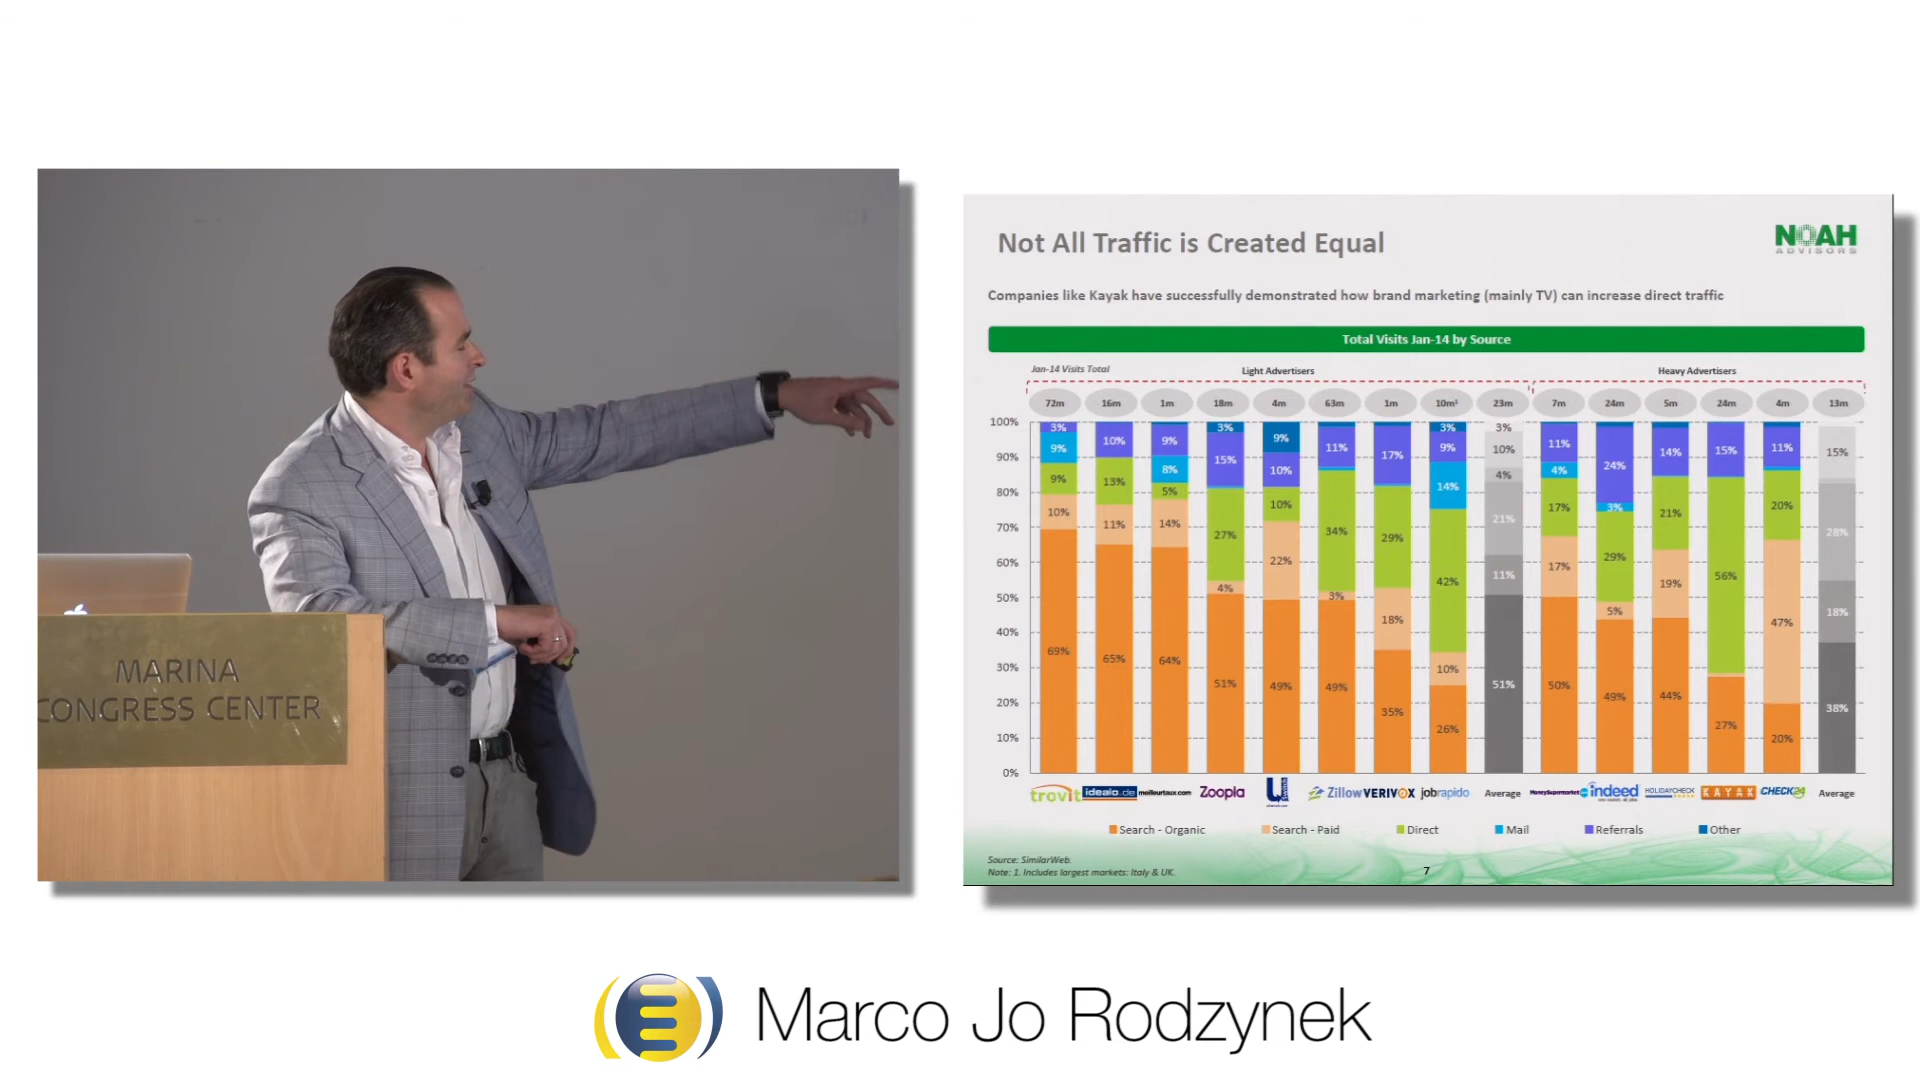 MARINA
CONGRESS CENTER
Not All Traffic is Created Equal
NOAH
ADVISORS
Companies like Kayak have successfully demonstrated how brand marketing (mainly TV) can increase direct traffic
Total Visits Jan-14 by Source
Jan-14 Visits Total
Light Advertisers
Heavy Advertisers
72m 16m 1m 18m 4m 63m 1m 10m¹ 23m 7m 24m 5m 24m 4m 13m
100%
90%
80%
70%
60%
50%
40%
30%
20%
10%
0%
3% 9% 9% 10% 69%
10% 13% 11% 65%
9% 8% 5% 14% 64%
3% 15% 27% 4% 51%
9% 10% 10% 22% 49%
11% 34% 3% 49%
17% 29% 18% 35%
3% 9% 14% 42% 10% 26%
3% 10% 4% 21% 11% 51%
11% 4% 17% 17% 50%
24% 3% 29% 5% 49%
14% 21% 19% 44%
15% 56% 27%
11% 20% 47% 20%
15% 28% 18% 38%
trovit idealo.de meilleurtaux.com Zoopla uSwitch Zillow VERIVOX jobrapido Average MoneySupermarket indeed HOLIDAYCHECK KAYAK CHECK24 Average
Search - Organic Search - Paid Direct Mail Referrals Other
Source: SimilarWeb.
Note: 1. Includes largest markets: Italy & UK.
7
Marco Jo Rodzynek